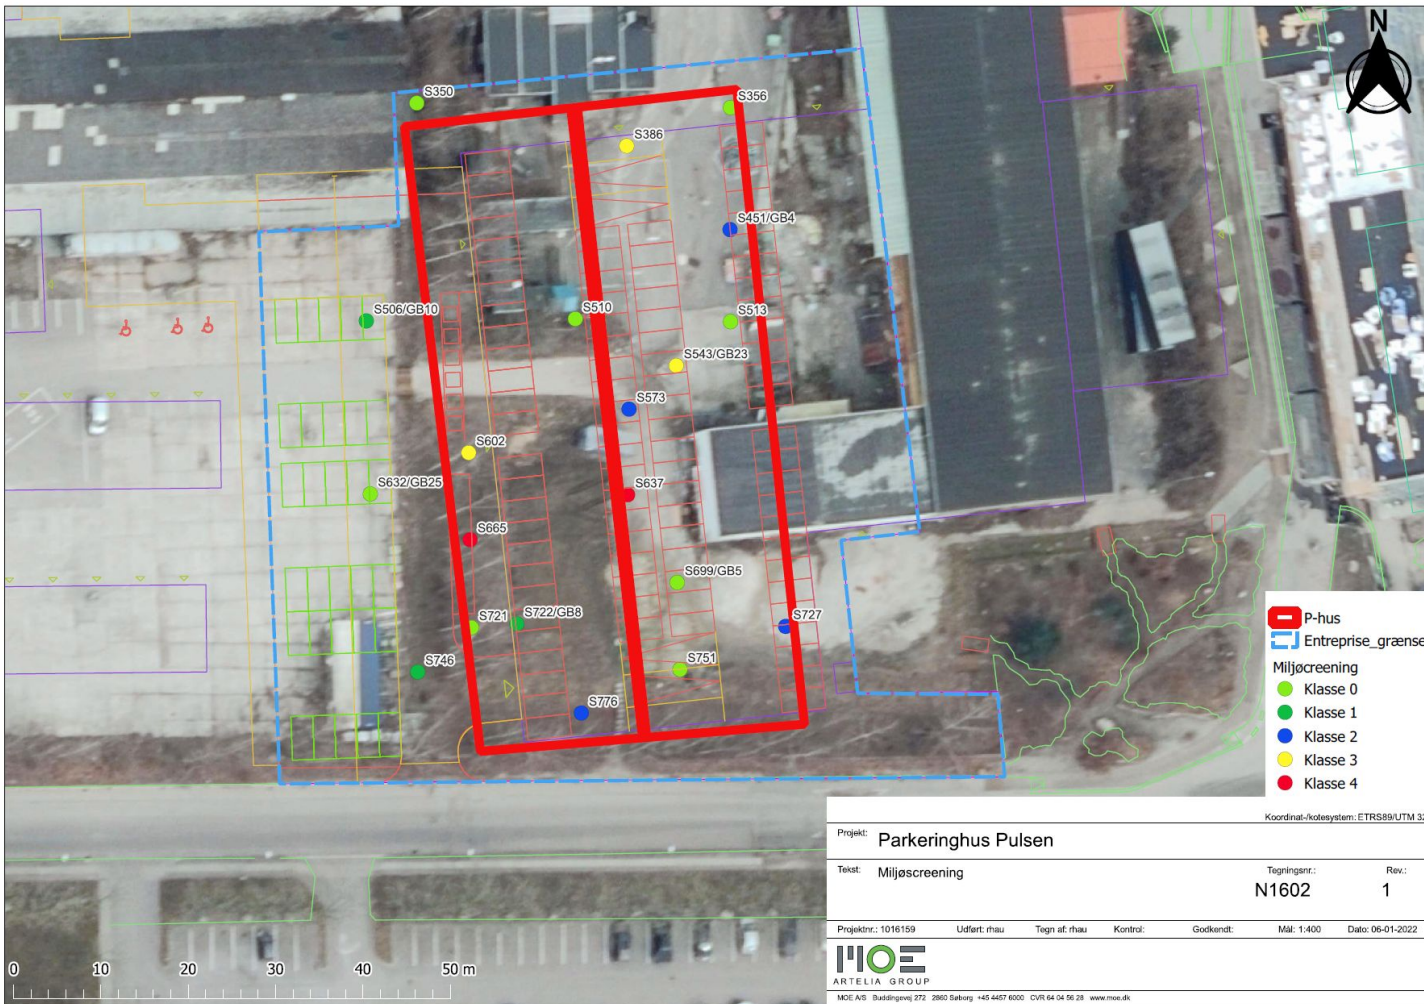 N
S350
S356
S386
S451/GB4
S506/GB10
S510
S513
S543/GB23
S573
S602
S632/GB25
S637
S665
S699/GB5
S721
S722/GB8
S727
S746
S751
S776
P-hus
Entreprise_grænse
Miljøcreening
Klasse 0
Klasse 1
Klasse 2
Klasse 3
Klasse 4
Koordinat-/kotesystem: ETRS89/UTM 32
Projekt: Parkeringhus Pulsen
Tekst: Miljøscreening
Tegningsnr.: Rev.:
N1602 1
Projektnr.: 1016159 Udført: rhau Tegn af: rhau Kontrol: Godkendt: Mål: 1:400 Dato: 06-01-2022
MOE
ARTELIA GROUP
MOE A/S Buddingevej 272 2860 Søborg +45 4457 6000 CVR 64 04 56 28 www.moe.dk
0 10 20 30 40 50 m